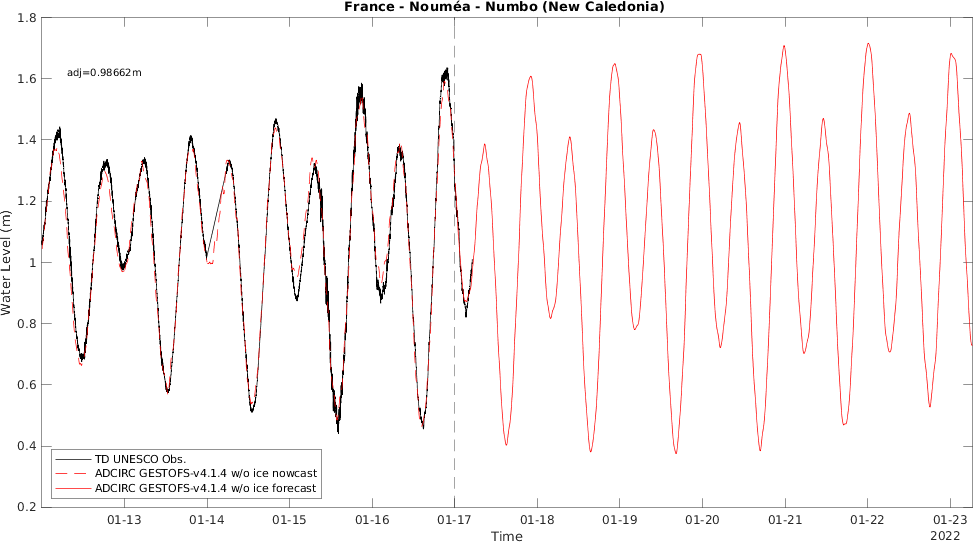 France - Nouméa - Numbo (New Caledonia)
1.8
1.6
1.4
1.2
1
0.8
0.6
0.4
0.2
Water Level (m)
adj=0.98662m
TD UNESCO Obs.
ADCIRC GESTOFS-v4.1.4 w/o ice nowcast
ADCIRC GESTOFS-v4.1.4 w/o ice forecast
01-13 01-14 01-15 01-16 01-17 01-18 01-19 01-20 01-21 01-22 01-23
2022
Time